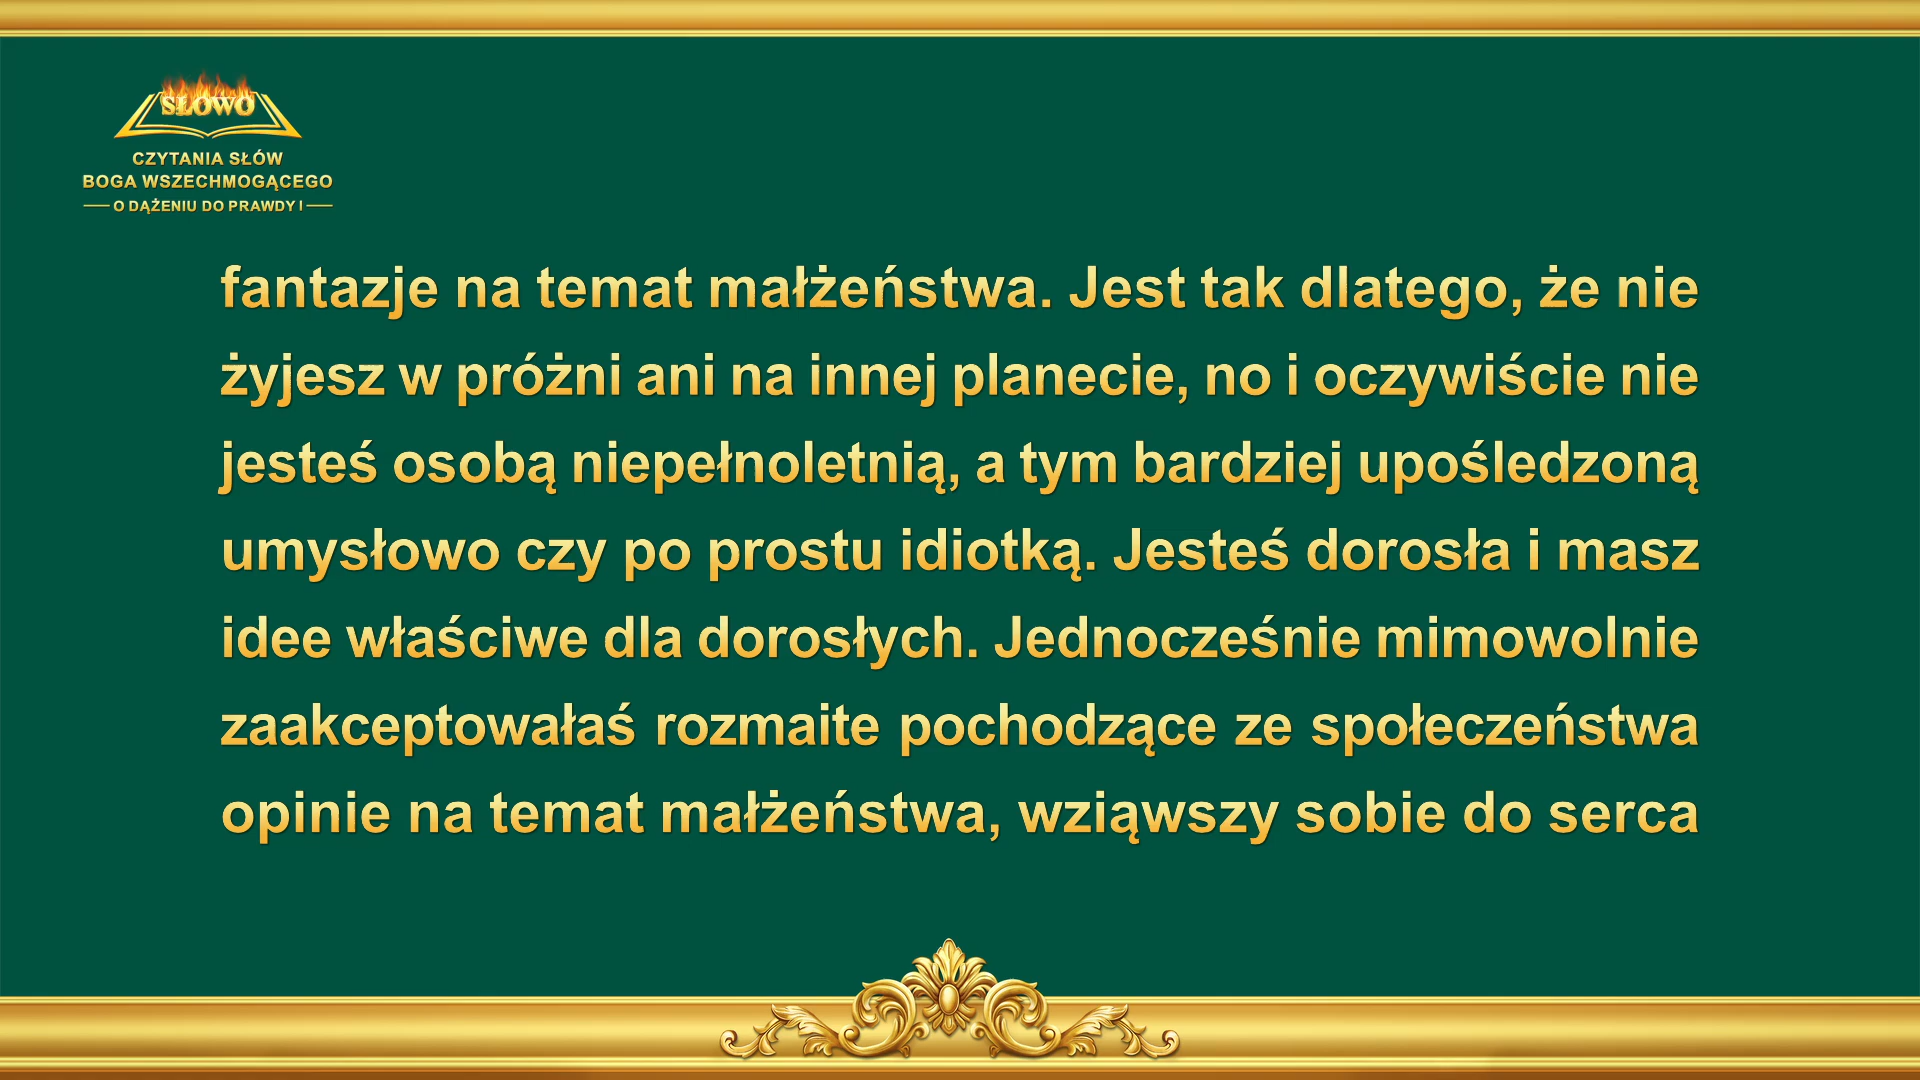 SŁOWO
CZYTANIA SŁÓW
BOGA WSZECHMOGĄCEGO
O DĄŻENIU DO PRAWDY I
fantazje na temat małżeństwa. Jest tak dlatego, że nie
żyjesz w próżni ani na innej planecie, no i oczywiście nie
jesteś osobą niepełnoletnią, a tym bardziej upośledzoną
umysłowo czy po prostu idiotką. Jesteś dorosła i masz
idee właściwe dla dorosłych. Jednocześnie mimowolnie
zaakceptowałaś rozmaite pochodzące ze społeczeństwa
opinie na temat małżeństwa, wziąwszy sobie do serca